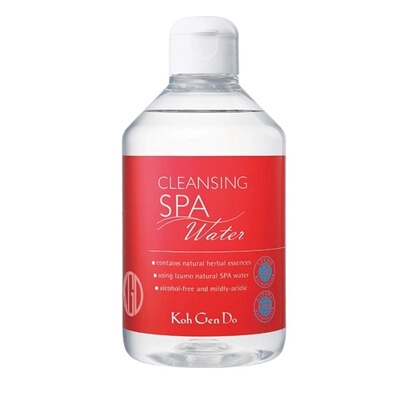 CLEANSING
SPA
Water
▪ contains natural herbal essences
▪ using Izumo natural SPA water
▪ alcohol-free and mildly-acidic
KGD
Koh Gen Do